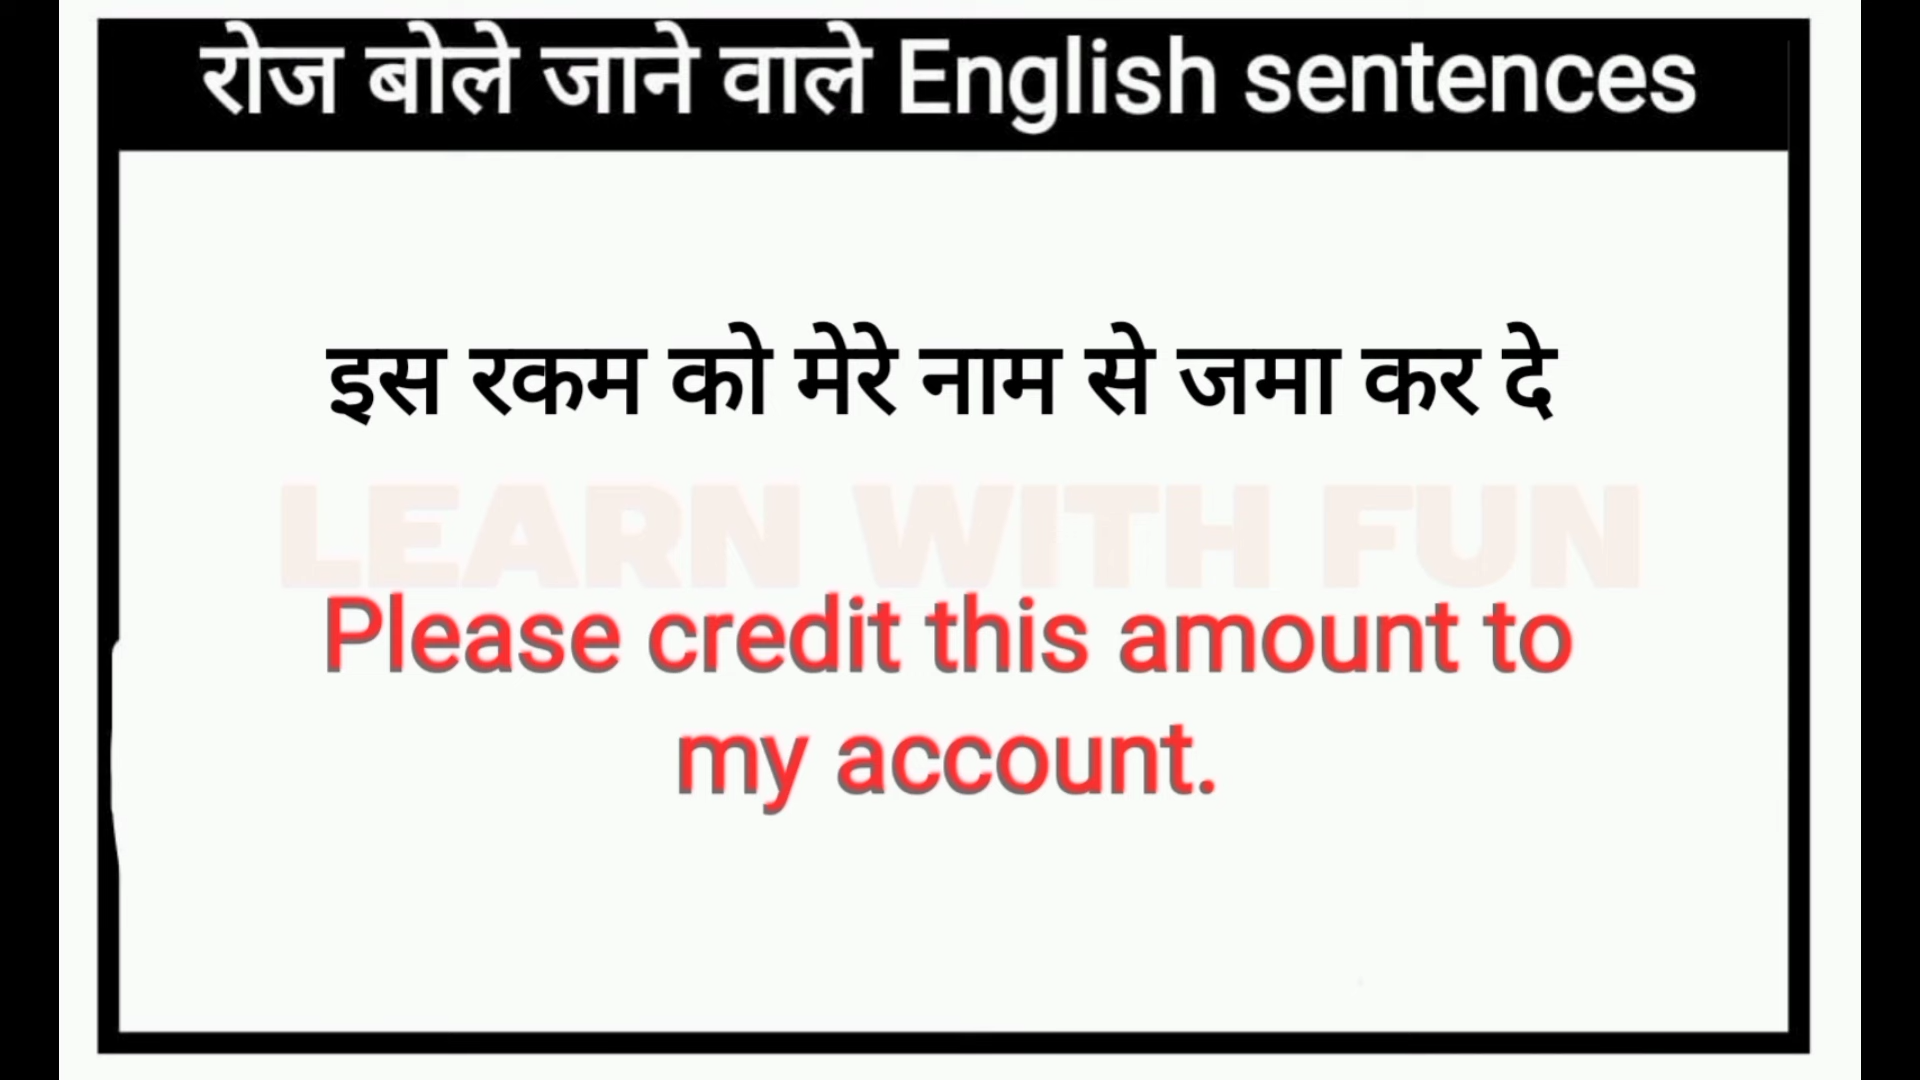 रोज बोले जाने वाले English sentences
इस रकम को मेरे नाम से जमा कर दे
LEARN WITH FUN
Please credit this amount to
my account.